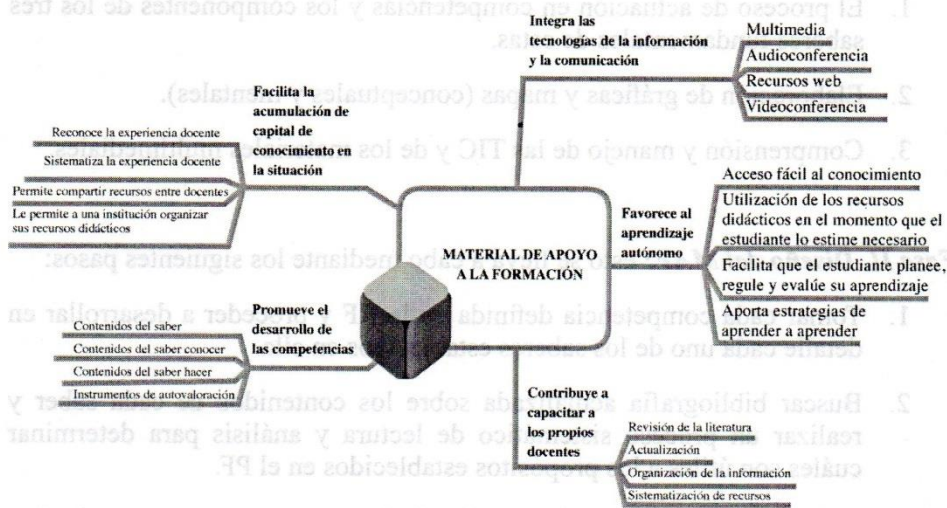 Integra las
tecnologías de la información
y la comunicación
Multimedia
Audioconferencia
Recursos web
Videoconferencia
Facilita la
acumulación de
capital de
conocimiento en
la situación
Reconoce la experiencia docente
Sistematiza la experiencia docente
Permite compartir recursos entre docentes
Le permite a una institución organizar
sus recursos didácticos
MATERIAL DE APOYO
A LA FORMACIÓN
Favorece al
aprendizaje
autónomo
Acceso fácil al conocimiento
Utilización de los recursos
didácticos en el momento que el
estudiante lo estime necesario
Facilita que el estudiante planee,
regule y evalúe su aprendizaje
Aporta estrategias de
aprender a aprender
Promueve el
desarrollo de
las competencias
Contenidos del saber
Contenidos del saber conocer
Contenidos del saber hacer
Instrumentos de autovaloración
Contribuye a
capacitar a
los propios
docentes
Revisión de la literatura
Actualización
Organización de la información
Sistematización de recursos